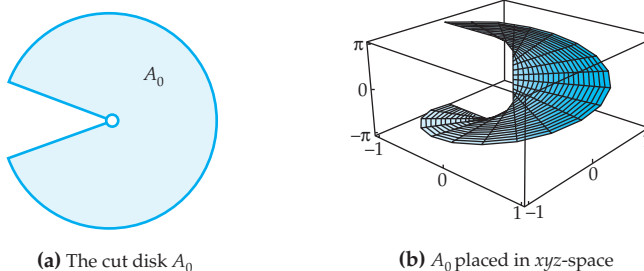 A₀
π
0
−π
−1
0
1
−1
0
(a) The cut disk A₀
(b) A₀ placed in xyz-space